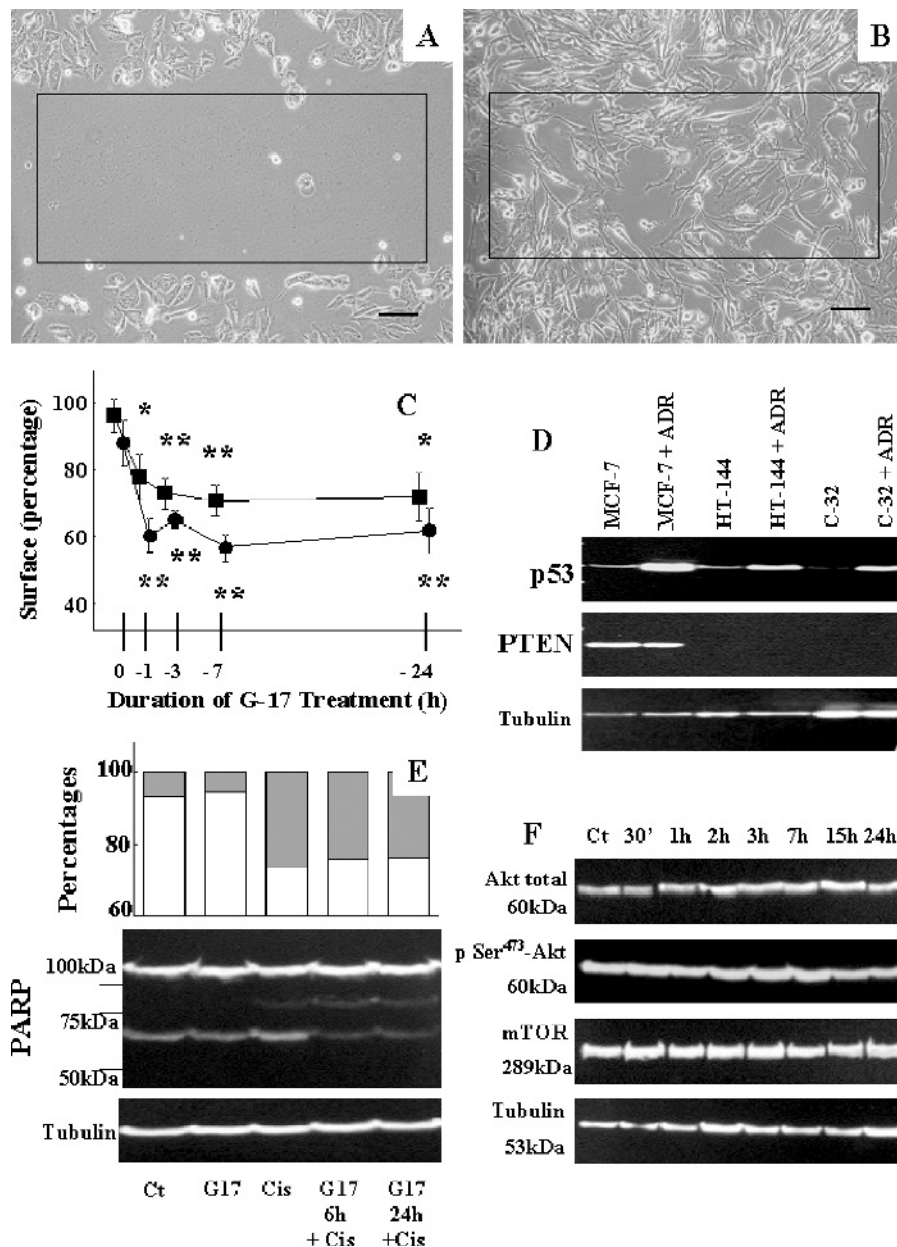 A
B
C
100
80
60
40
Surface (percentage)
*
**
**
*
**
**
**
**
0 -1 -3 -7 - 24
Duration of G-17 Treatment (h)
D
MCF-7
MCF-7 + ADR
HT-144
HT-144 + ADR
C-32
C-32 + ADR
p53
PTEN
Tubulin
E
Percentages
100
80
60
PARP
100kDa
75kDa
50kDa
Tubulin
Ct G17 Cis G17 G17
6h 24h
+ Cis +Cis
F
Ct 30' 1h 2h 3h 7h 15h 24h
Akt total
60kDa
p Ser473-Akt
60kDa
mTOR
289kDa
Tubulin
53kDa